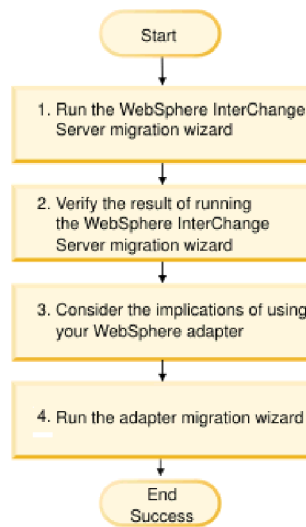 Start
1. Run the WebSphere InterChange
Server migration wizard
2. Verify the result of running
the WebSphere InterChange
Server migration wizard
3. Consider the implications of using
your WebSphere adapter
4. Run the adapter migration wizard
End
Success